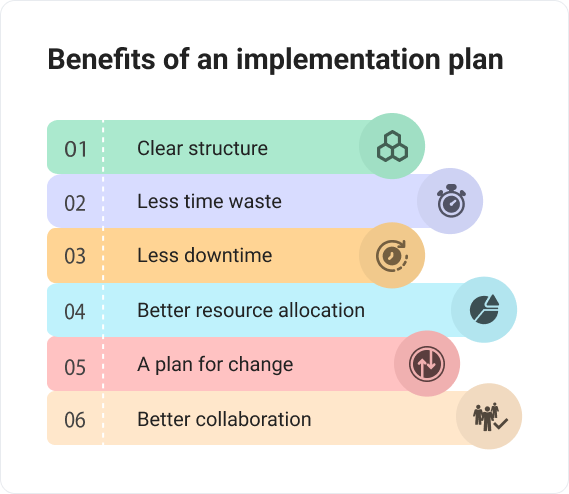 Benefits of an implementation plan
01 Clear structure
02 Less time waste
03 Less downtime
04 Better resource allocation
05 A plan for change
06 Better collaboration